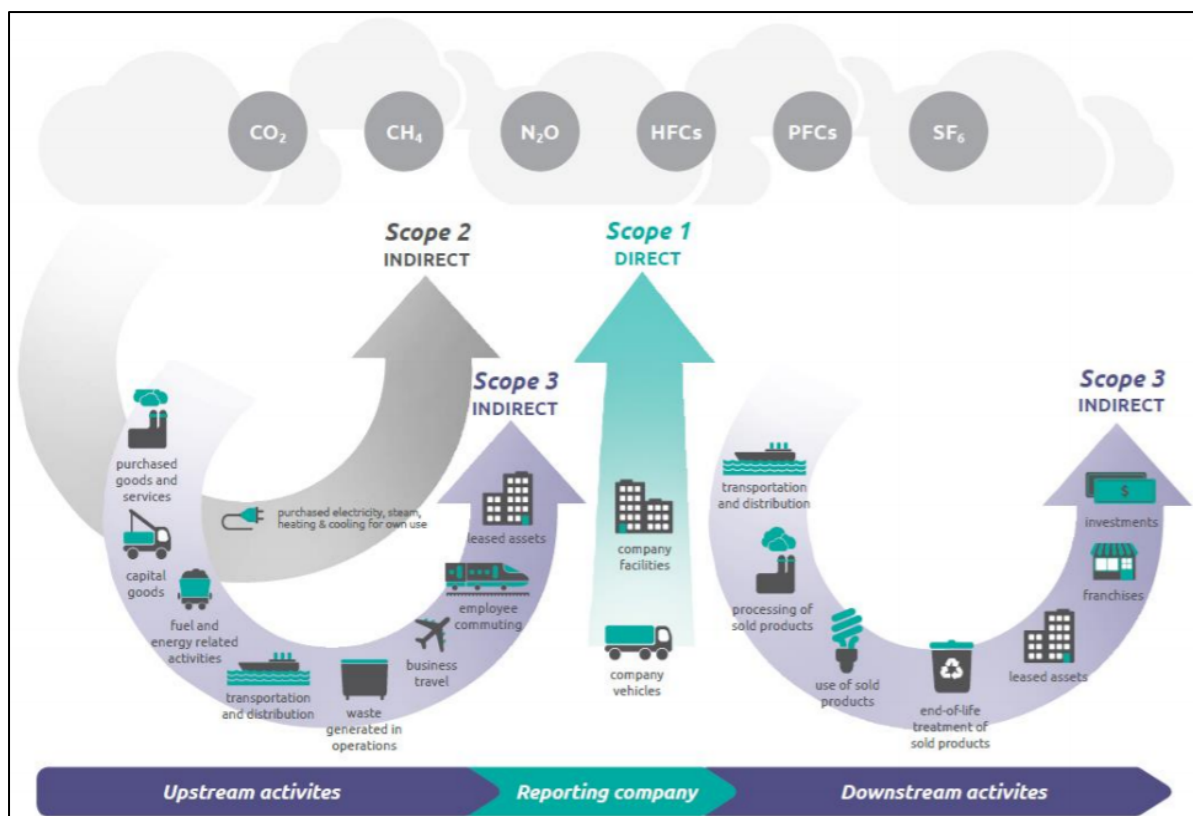 CO₂
CH₄
N₂O
HFCs
PFCs
SF₆
Scope 2
INDIRECT
Scope 1
DIRECT
Scope 3
INDIRECT
Scope 3
INDIRECT
purchased
goods and
services
capital
goods
fuel and
energy related
activities
purchased electricity, steam,
heating & cooling for own use
transportation
and distribution
waste
generated in
operations
business
travel
employee
commuting
leased assets
company
facilities
company
vehicles
transportation
and distribution
processing of
sold products
use of sold
products
end-of-life
treatment of
sold products
leased assets
franchises
$
investments
Upstream activites
Reporting company
Downstream activites